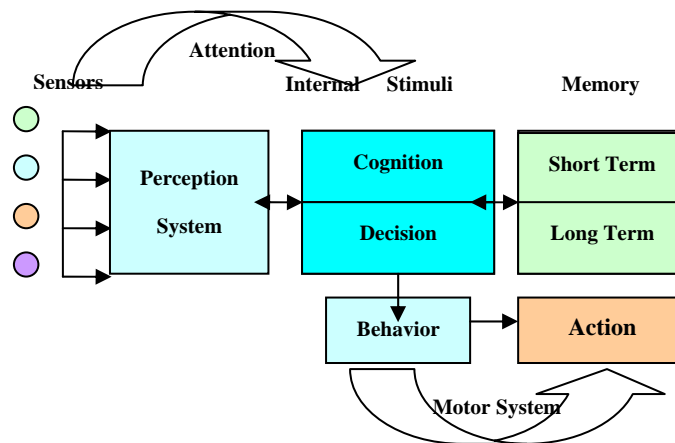 Attention
Sensors Internal Stimuli Memory
Perception
System
Cognition
Decision
Short Term
Long Term
Behavior
Action
Motor System